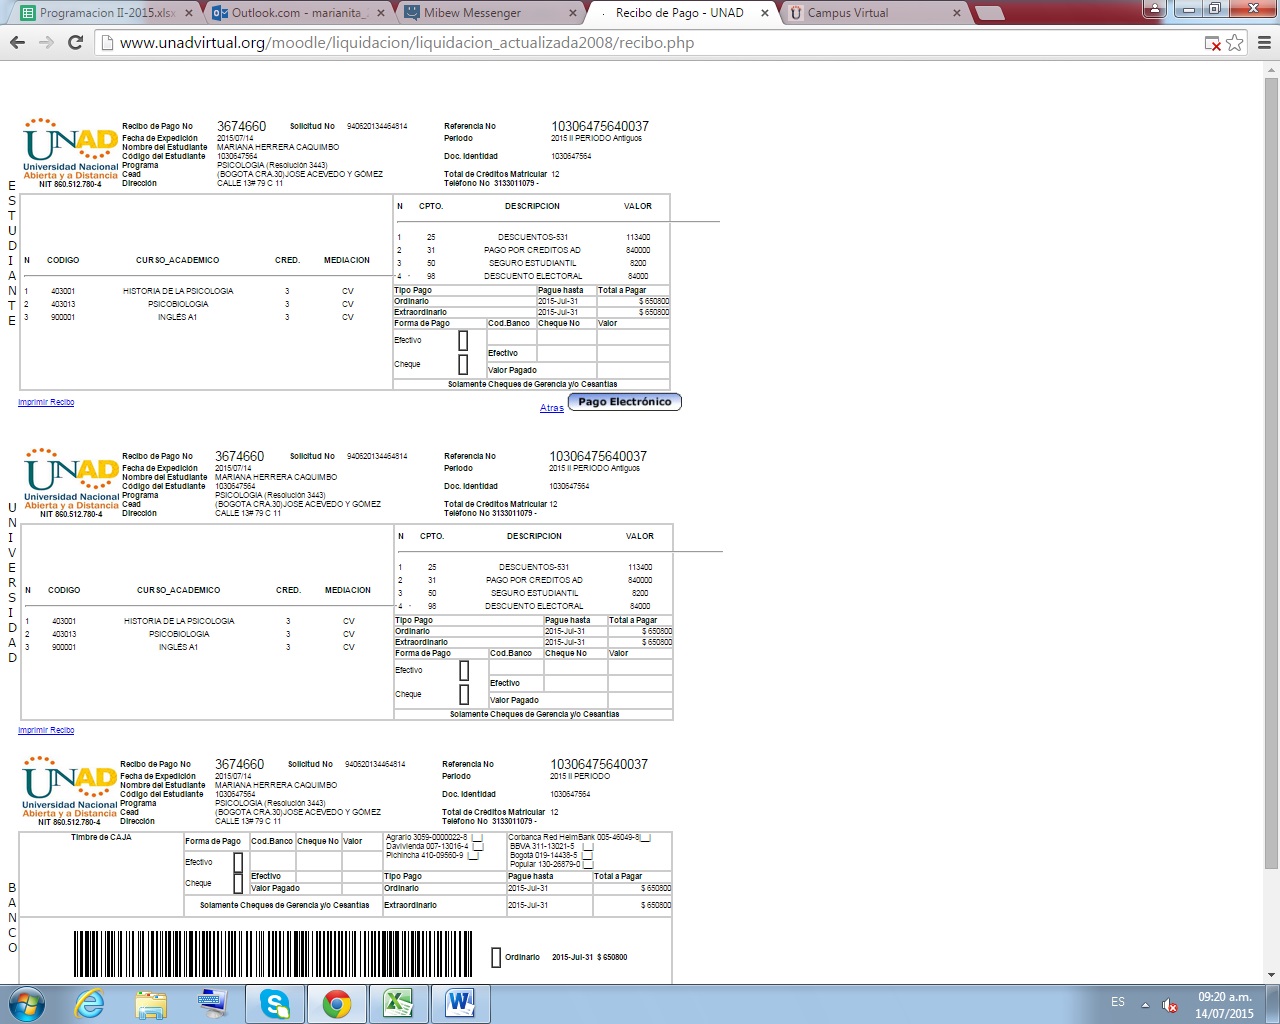 Programacion II-2015.xlsx
Outlook.com - marianita_
Mibew Messenger
Recibo de Pago - UNAD
Campus Virtual
www.unadvirtual.org/moodle/liquidacion/liquidacion_actualizada2008/recibo.php
ESTUDIANTE
UNAD
Universidad Nacional
Abierta y a Distancia
NIT 860.512.780-4
Recibo de Pago No 3674660 Solicitud No 940620134464814 Referencia No 10306475640037
Fecha de Expedición 2015/07/14 Periodo 2015 II PERIODO Antiguos
Nombre del Estudiante MARIANA HERRERA CAQUIMBO
Código del Estudiante 1030647564 Doc. Identidad 1030647564
Programa PSICOLOGIA (Resolución 3443)
Cead (BOGOTA CRA.30)JOSE ACEVEDO Y GÓMEZ Total de Créditos Matricular 12
Dirección CALLE 13# 79 C 11 Teléfono No 3133011079 -
N CPTO. DESCRIPCION VALOR
1 25 DESCUENTOS-531 113400
2 31 PAGO POR CREDITOS AD 840000
3 50 SEGURO ESTUDIANTIL 8200
4 - 98 DESCUENTO ELECTORAL 84000
N CODIGO CURSO_ACADEMICO CRED. MEDIACION
1 403001 HISTORIA DE LA PSICOLOGIA 3 CV
2 403013 PSICOBIOLOGIA 3 CV
3 900001 INGLÉS A1 3 CV
Tipo Pago Pague hasta Total a Pagar
Ordinario 2015-Jul-31 $ 650800
Extraordinario 2015-Jul-31 $ 650800
Forma de Pago Cod.Banco Cheque No Valor
Efectivo
Efectivo
Cheque
Valor Pagado
Solamente Cheques de Gerencia y/o Cesantias
Imprimir Recibo
Atras Pago Electrónico
UNIVERSIDAD
UNAD
Universidad Nacional
Abierta y a Distancia
NIT 860.512.780-4
Recibo de Pago No 3674660 Solicitud No 940620134464814 Referencia No 10306475640037
Fecha de Expedición 2015/07/14 Periodo 2015 II PERIODO Antiguos
Nombre del Estudiante MARIANA HERRERA CAQUIMBO
Código del Estudiante 1030647564 Doc. Identidad 1030647564
Programa PSICOLOGIA (Resolución 3443)
Cead (BOGOTA CRA.30)JOSE ACEVEDO Y GÓMEZ Total de Créditos Matricular 12
Dirección CALLE 13# 79 C 11 Teléfono No 3133011079 -
N CPTO. DESCRIPCION VALOR
1 25 DESCUENTOS-531 113400
2 31 PAGO POR CREDITOS AD 840000
3 50 SEGURO ESTUDIANTIL 8200
4 - 98 DESCUENTO ELECTORAL 84000
N CODIGO CURSO_ACADEMICO CRED. MEDIACION
1 403001 HISTORIA DE LA PSICOLOGIA 3 CV
2 403013 PSICOBIOLOGIA 3 CV
3 900001 INGLÉS A1 3 CV
Tipo Pago Pague hasta Total a Pagar
Ordinario 2015-Jul-31 $ 650800
Extraordinario 2015-Jul-31 $ 650800
Forma de Pago Cod.Banco Cheque No Valor
Efectivo
Efectivo
Cheque
Valor Pagado
Solamente Cheques de Gerencia y/o Cesantias
Imprimir Recibo
BANCO
UNAD
Universidad Nacional
Abierta y a Distancia
NIT 860.512.780-4
Recibo de Pago No 3674660 Solicitud No 940620134464814 Referencia No 10306475640037
Fecha de Expedición 2015/07/14 Periodo 2015 II PERIODO
Nombre del Estudiante MARIANA HERRERA CAQUIMBO
Código del Estudiante 1030647564 Doc. Identidad 1030647564
Programa PSICOLOGIA (Resolución 3443)
Cead (BOGOTA CRA.30)JOSE ACEVEDO Y GÓMEZ Total de Créditos Matricular 12
Dirección CALLE 13# 79 C 11 Teléfono No 3133011079 -
Timbre de CAJA
Forma de Pago Cod.Banco Cheque No Valor
Efectivo
Efectivo
Cheque
Valor Pagado
Solamente Cheques de Gerencia y/o Cesantias
Agrario 3059-0000022-8 |__|
Davivienda 007-13016-4 |__|
Pichincha 410-09560-9 |__|
Corbanca Red HelmBank 005-46049-8|__|
BBVA 311-13021-5 |__|
Bogotá 019-14438-5 |__|
Popular 130-26879-0 |__|
Tipo Pago Pague hasta Total a Pagar
Ordinario 2015-Jul-31 $ 650800
Extraordinario 2015-Jul-31 $ 650800
Ordinario 2015-Jul-31 $ 650800
ES
09:20 a.m.
14/07/2015